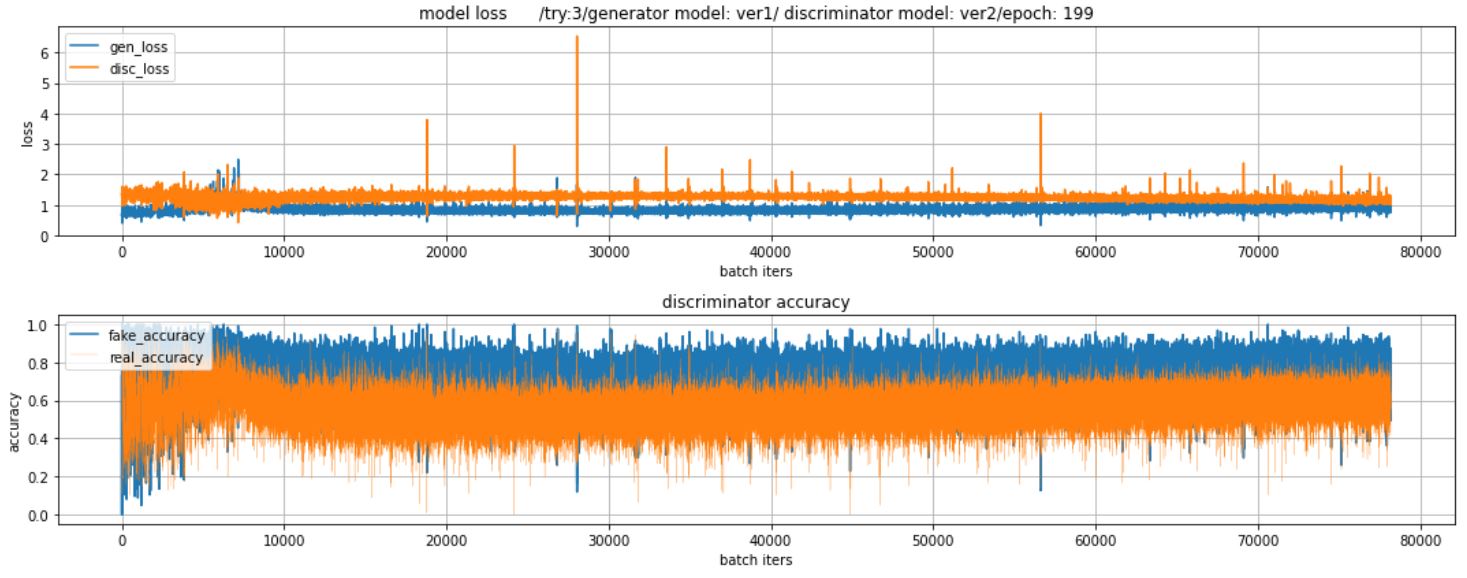 model loss      /try:3/generator model: ver1/ discriminator model: ver2/epoch: 199
gen_loss
disc_loss
loss
6
5
4
3
2
1
0
0 10000 20000 30000 40000 50000 60000 70000 80000
batch iters
discriminator accuracy
fake_accuracy
real_accuracy
accuracy
1.0
0.8
0.6
0.4
0.2
0.0
0 10000 20000 30000 40000 50000 60000 70000 80000
batch iters